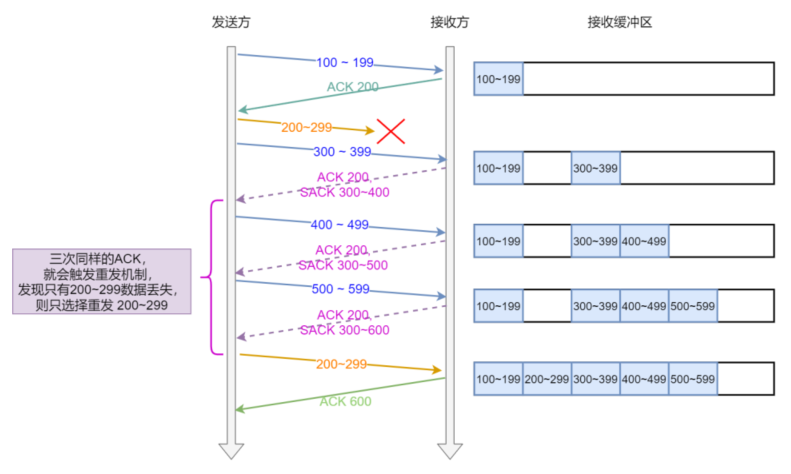 发送方
接收方
接收缓冲区
100 ~ 199
100~199
ACK 200
200~299
300 ~ 399
100~199
300~399
ACK 200,
SACK 300~400
400 ~ 499
100~199
300~399
400~499
ACK 200
SACK 300~500
三次同样的ACK,
就会触发重发机制,
发现只有200~299数据丢失,
则只选择重发 200~299
500 ~ 599
100~199
300~399
400~499
500~599
ACK 200,
SACK 300~600
200~299
100~199
200~299
300~399
400~499
500~599
ACK 600